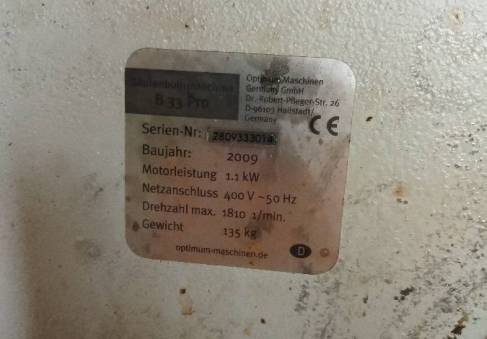 Säulenbohrmaschine
B 33 Pro
Optimum Maschinen
Germany GmbH
Dr.-Robert-Pfleger-Str. 26
D-96103 Hallstadt/
Germany
CE
Serien-Nr:
Baujahr: 2009
Motorleistung 1.1 kW
Netzanschluss 400 V ~50 Hz
Drehzahl max. 1810 1/min.
Gewicht 135 kg
optimum-maschinen.de
D
©